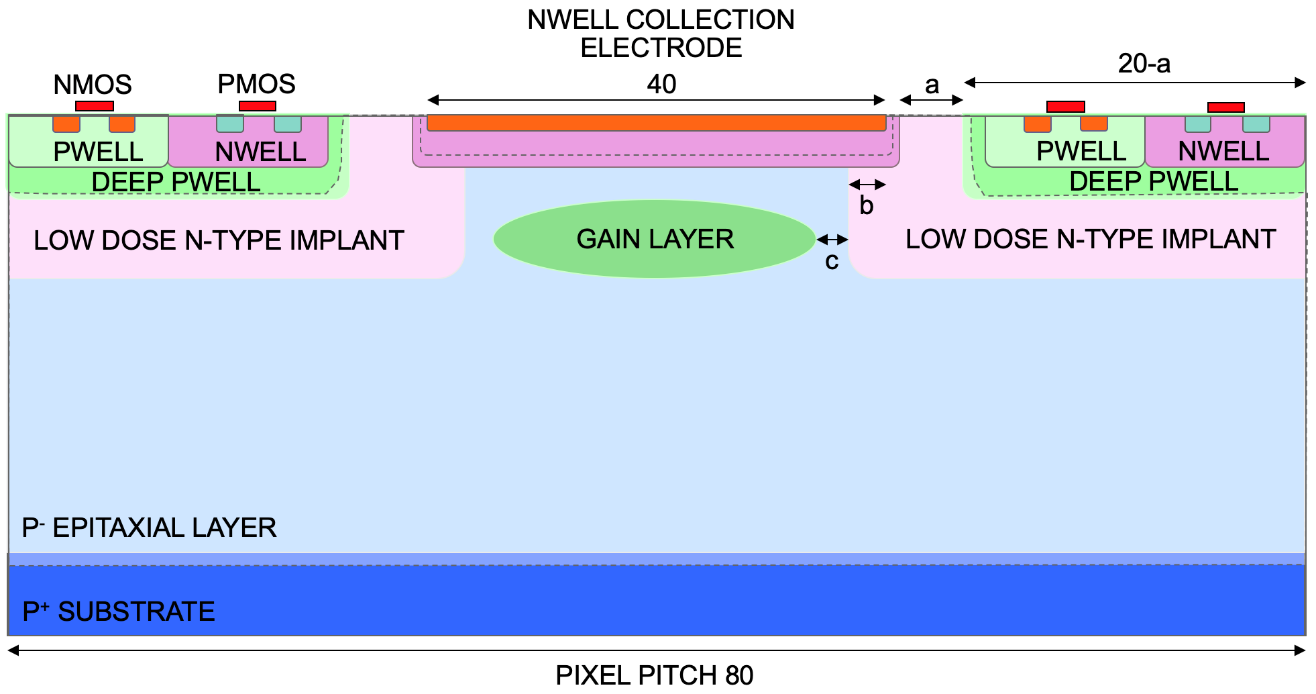 NWELL COLLECTION
ELECTRODE
NMOS
PMOS
40
a
20-a
PWELL
NWELL
DEEP PWELL
PWELL
NWELL
DEEP PWELL
b
LOW DOSE N-TYPE IMPLANT
GAIN LAYER
c
LOW DOSE N-TYPE IMPLANT
P- EPITAXIAL LAYER
P+ SUBSTRATE
PIXEL PITCH 80